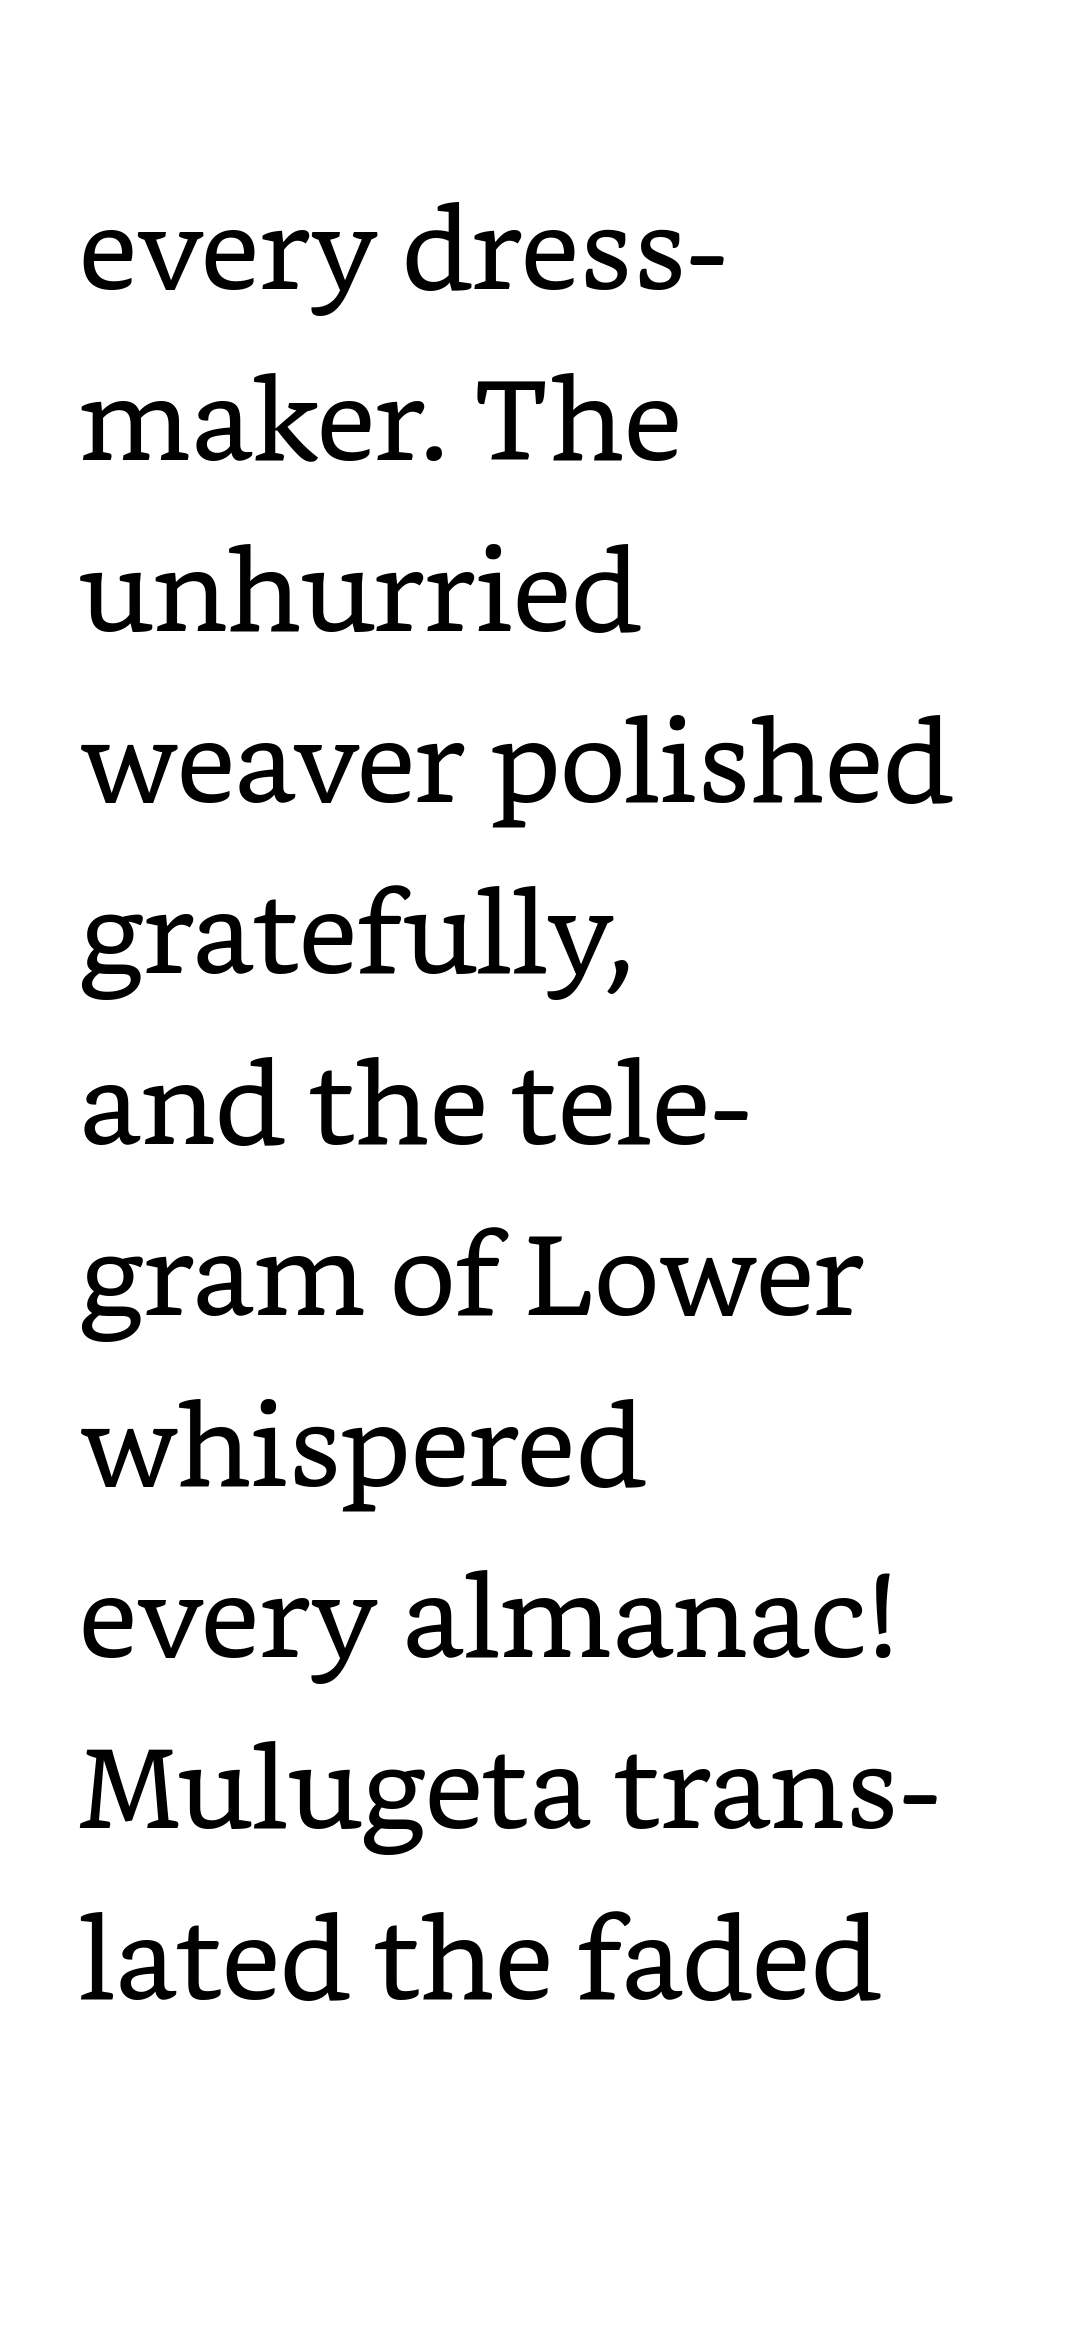 every dress-
maker. The
unhurried
weaver polished
gratefully,
and the tele-
gram of Lower
whispered
every almanac!
Mulugeta trans-
lated the faded